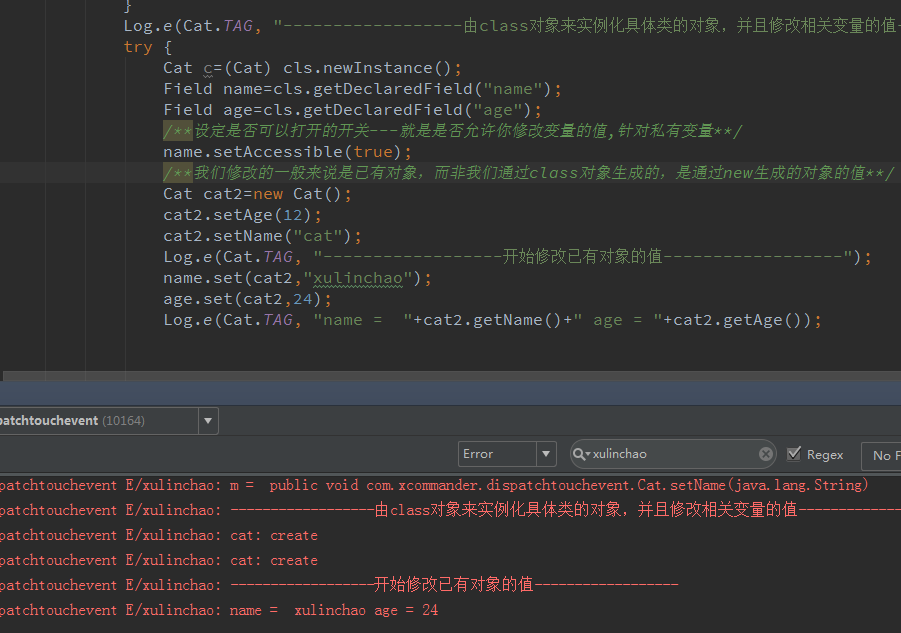 }
Log.e(Cat.TAG, "------------------由class对象来实例化具体类的对象，并且修改相关变量的值-
try {
Cat c=(Cat) cls.newInstance();
Field name=cls.getDeclaredField("name");
Field age=cls.getDeclaredField("age");
/**设定是否可以打开的开关---就是是否允许你修改变量的值,针对私有变量**/
name.setAccessible(true);
/**我们修改的一般来说是已有对象，而非我们通过class对象生成的，是通过new生成的对象的值**/
Cat cat2=new Cat();
cat2.setAge(12);
cat2.setName("cat");
Log.e(Cat.TAG, "------------------开始修改已有对象的值------------------");
name.set(cat2,"xulinchao");
age.set(cat2,24);
Log.e(Cat.TAG, "name =  "+cat2.getName()+" age = "+cat2.getAge());
patchtouchevent (10164)
Error xulinchao Regex No F
patchtouchevent E/xulinchao: m =  public void com.xcommander.dispatchtouchevent.Cat.setName(java.lang.String)
patchtouchevent E/xulinchao: ------------------由class对象来实例化具体类的对象，并且修改相关变量的值-------------
patchtouchevent E/xulinchao: cat: create
patchtouchevent E/xulinchao: cat: create
patchtouchevent E/xulinchao: ------------------开始修改已有对象的值------------------
patchtouchevent E/xulinchao: name =  xulinchao age = 24